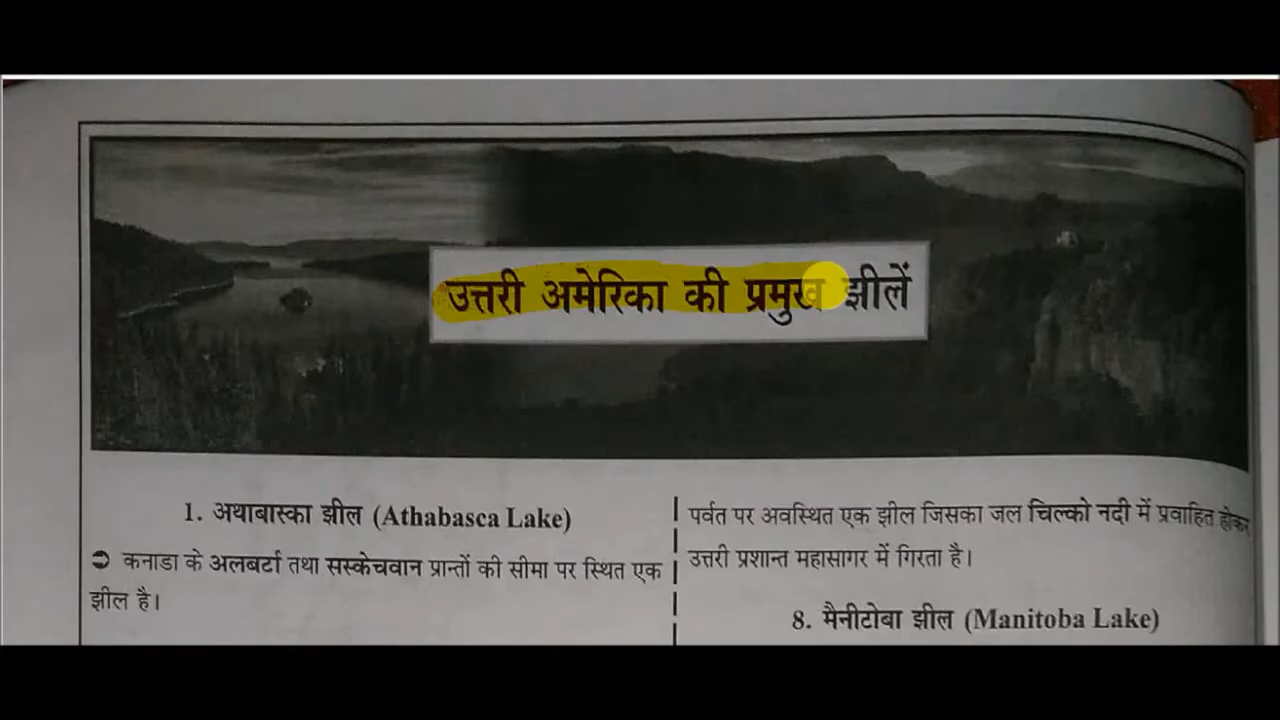 उत्तरी अमेरिका की प्रमुख झीलें
1. अथाबास्का झील (Athabasca Lake)
➲ कनाडा के अलबर्टा तथा सस्केचवान प्रान्तों की सीमा पर स्थित एक
झील है।
पर्वत पर अवस्थित एक झील जिसका जल चिल्को नदी में प्रवाहित होकर
उत्तरी प्रशान्त महासागर में गिरता है।
8. मैनीटोबा झील (Manitoba Lake)